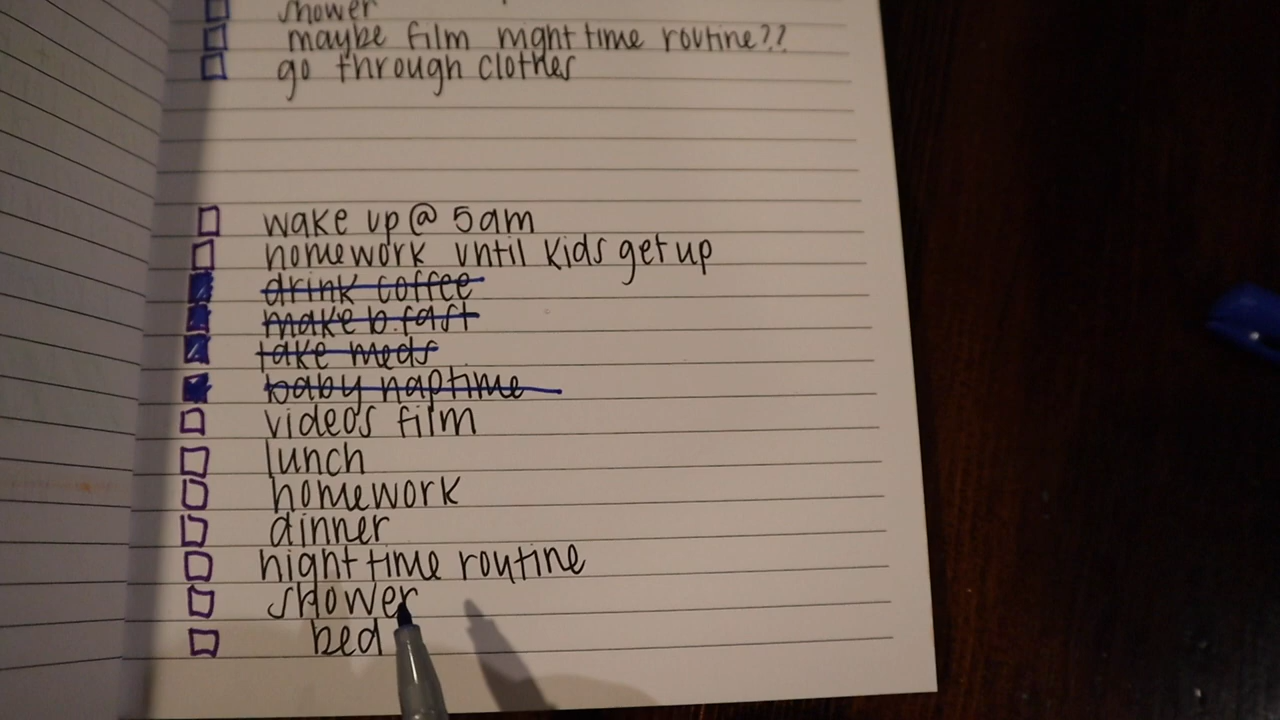 shower
maybe film night time routine??
go through clothes
wake up @ 5am
homework until kids get up
drink coffee
make b.fast
take meds
baby naptime
videos film
lunch
homework
dinner
night time routine
shower
bed